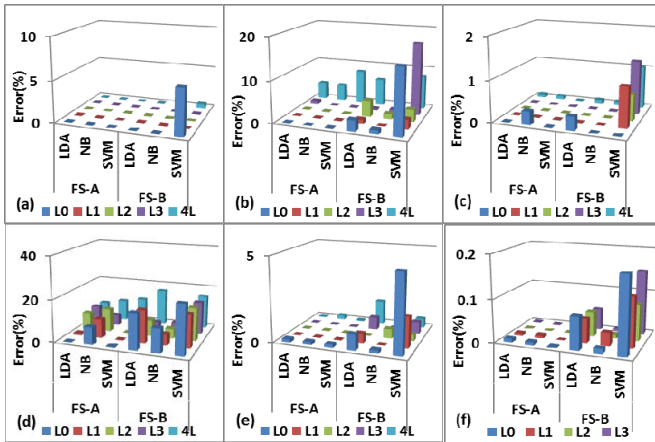 10
5
0
Error(%)
LDA NB SVM LDA NB SVM
FS-A FS-B
(a)
L0 L1 L2 L3 4L
20
10
0
Error(%)
LDA NB SVM LDA NB SVM
FS-A FS-B
(b)
L0 L1 L2 L3 4L
2
1
0
Error(%)
LDA NB SVM LDA NB SVM
FS-A FS-B
(c)
L0 L1 L2 L3 4L
40
20
0
Error(%)
LDA NB SVM LDA NB SVM
FS-A FS-B
(d)
L0 L1 L2 L3 4L
5
0
Error(%)
LDA NB SVM LDA NB SVM
FS-A FS-B
(e)
L0 L1 L2 L3 4L
0.2
0.1
0
Error(%)
LDA NB SVM LDA NB SVM
FS-A FS-B
(f)
L0 L1 L2 L3